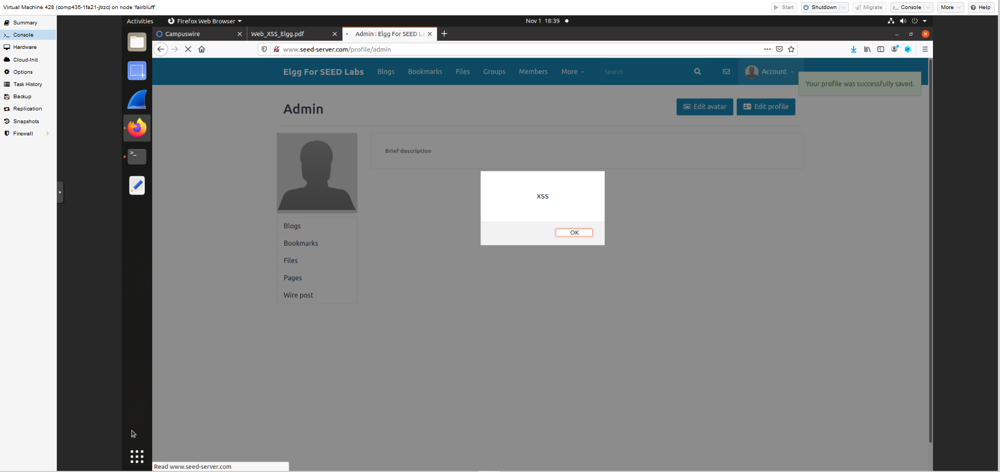 Virtual Machine 428 (comp435-1fa21-jtrzc) on node 'fairbluff'
Start
Shutdown
Migrate
Console
More
Help
Summary
Console
Hardware
Cloud-Init
Options
Task History
Backup
Replication
Snapshots
Firewall
Activities
Firefox Web Browser
Nov 1 18:39
Campuswire
Web_XSS_Elgg.pdf
Admin : Elgg For SEED La
www.seed-server.com/profile/admin
Elgg For SEED Labs
Blogs
Bookmarks
Files
Groups
Members
More
Search
Account
Your profile was successfully saved.
Admin
Edit avatar
Edit profile
Brief description
XSS
OK
Blogs
Bookmarks
Files
Pages
Wire post
Read www.seed-server.com